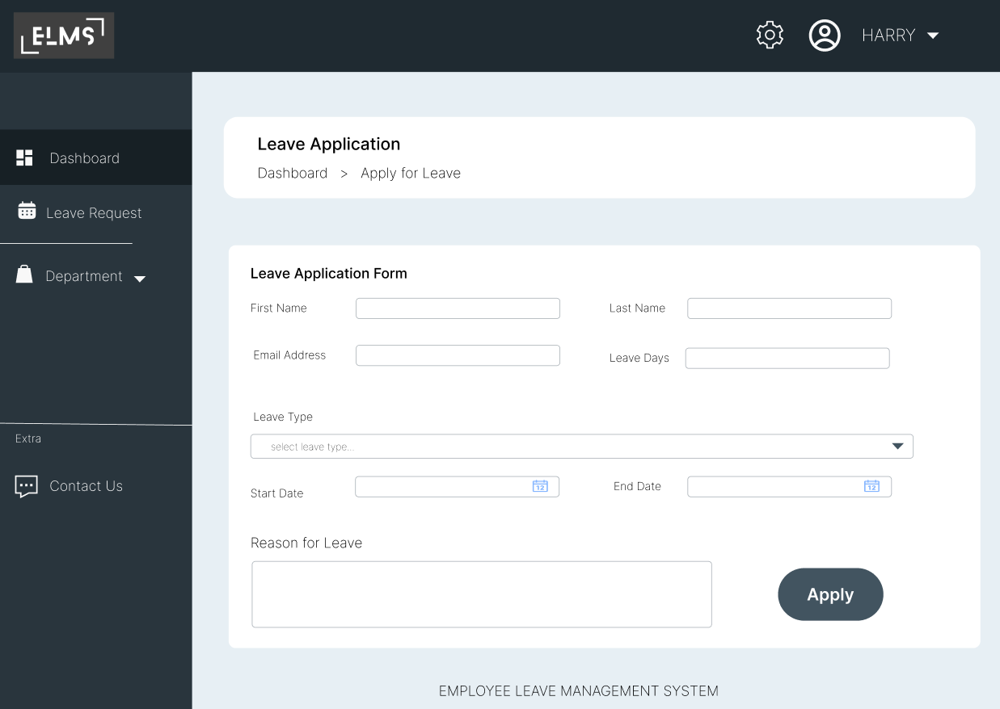 ELMS
HARRY
Dashboard
Leave Request
Department
Extra
Contact Us
Leave Application
Dashboard > Apply for Leave
Leave Application Form
First Name
Last Name
Email Address
Leave Days
Leave Type
select leave type...
Start Date
12
End Date
12
Reason for Leave
Apply
EMPLOYEE LEAVE MANAGEMENT SYSTEM